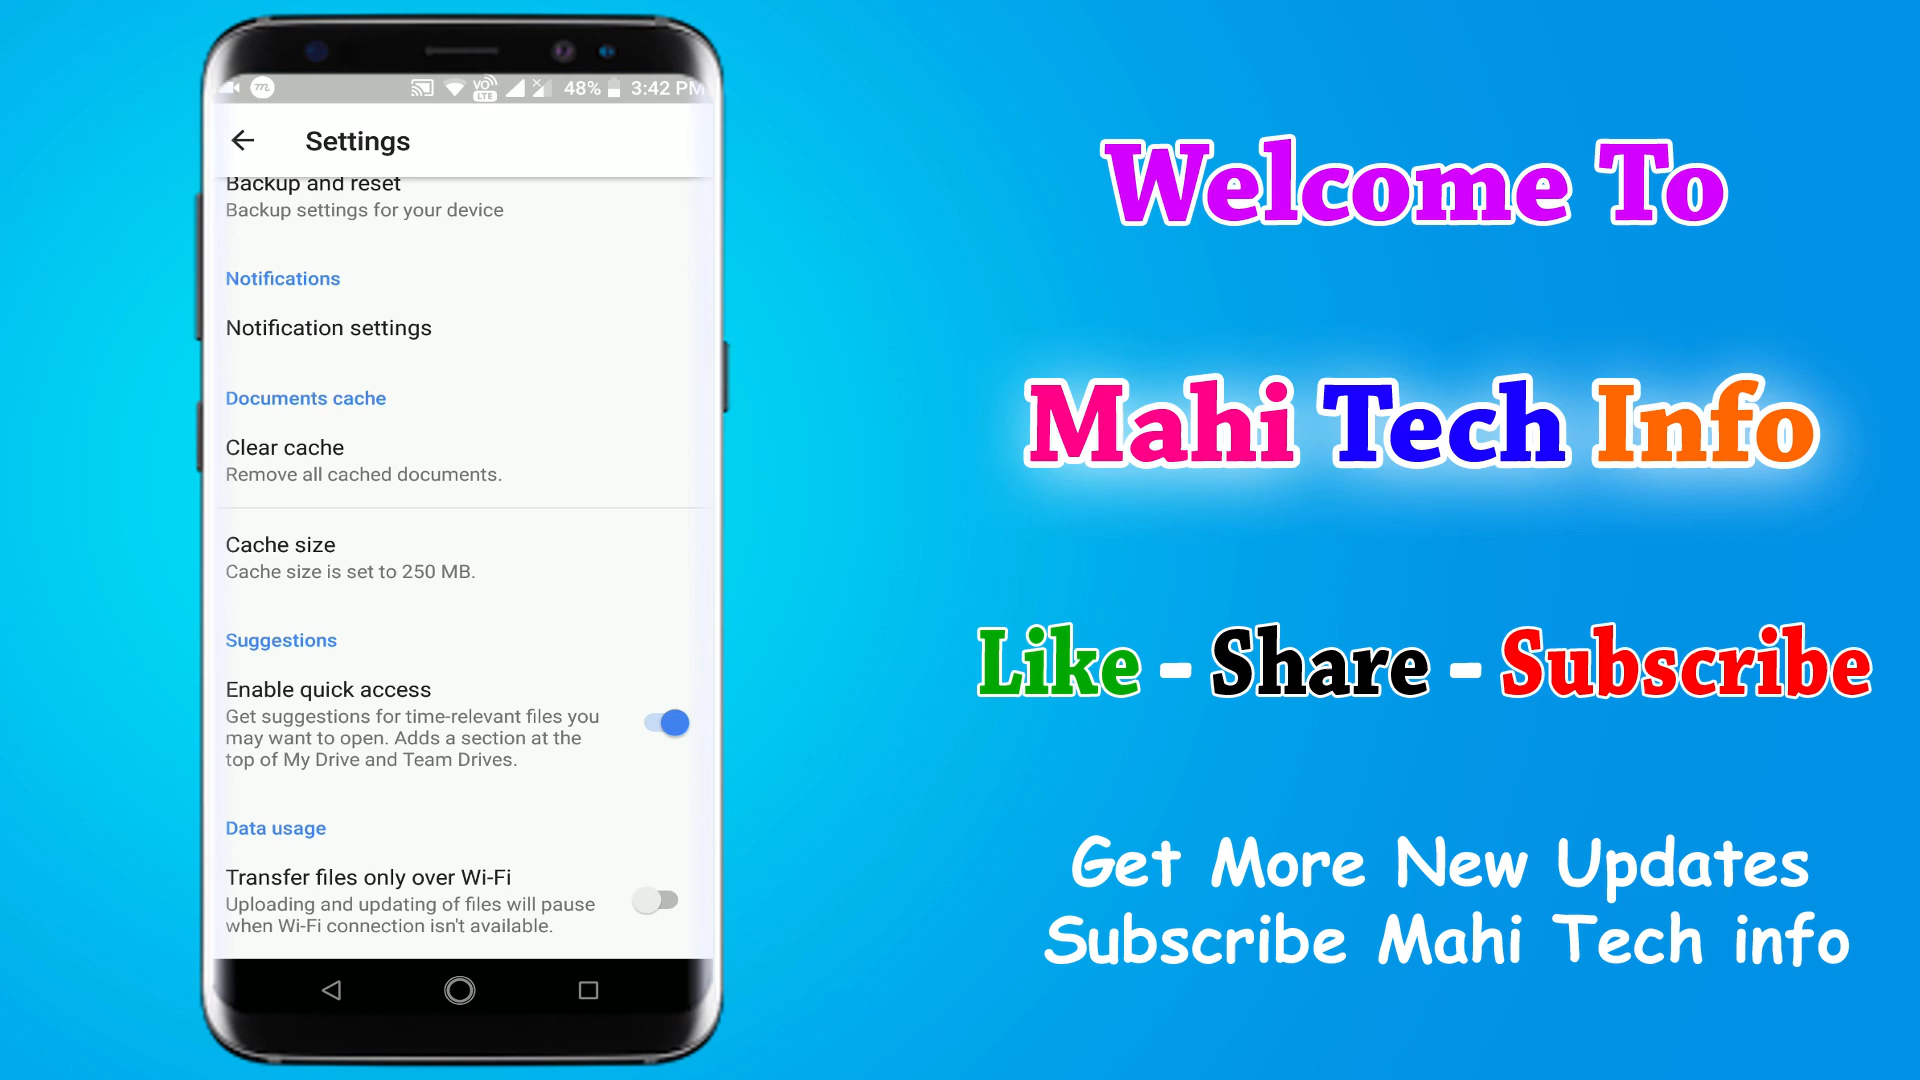 VO LTE 48% 3:42 PM
Settings
Backup and reset
Backup settings for your device
Notifications
Notification settings
Documents cache
Clear cache
Remove all cached documents.
Cache size
Cache size is set to 250 MB.
Suggestions
Enable quick access
Get suggestions for time-relevant files you
may want to open. Adds a section at the
top of My Drive and Team Drives.
Data usage
Transfer files only over Wi-Fi
Uploading and updating of files will pause
when Wi-Fi connection isn't available.
Welcome To
Mahi Tech Info
Like - Share - Subscribe
Get More New Updates
Subscribe Mahi Tech info